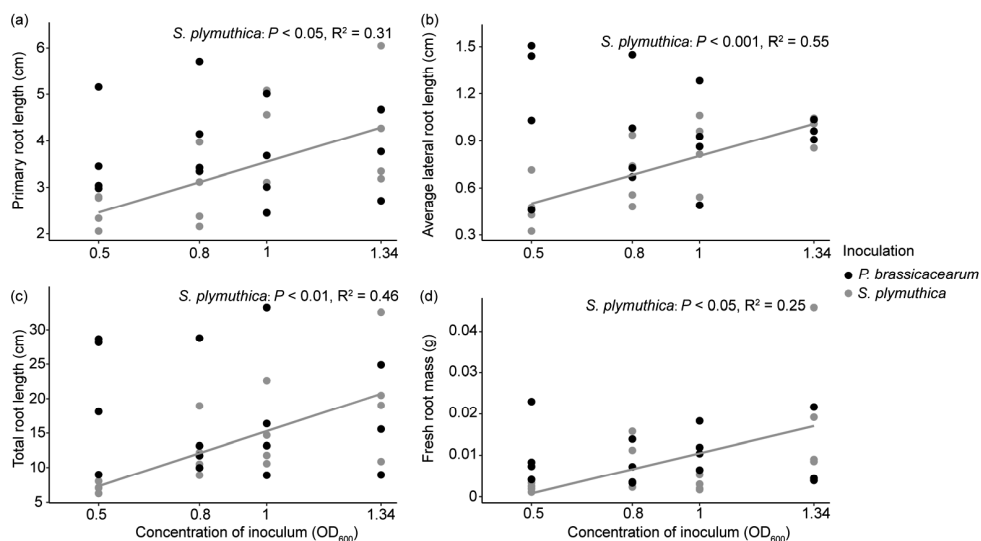 (a)
S. plymuthica: P < 0.05, R² = 0.31
Primary root length (cm)
6
5
4
3
2
0.5
0.8
1
1.34
(b)
S. plymuthica: P < 0.001, R² = 0.55
Average lateral root length (cm)
1.5
1.2
0.9
0.6
0.3
0.5
0.8
1
1.34
Inoculation
P. brassicacearum
S. plymuthica
(c)
S. plymuthica: P < 0.01, R² = 0.46
Total root length (cm)
30
25
20
15
10
5
0.5
0.8
1
1.34
Concentration of inoculum (OD₆₀₀)
(d)
S. plymuthica: P < 0.05, R² = 0.25
Fresh root mass (g)
0.04
0.03
0.02
0.01
0
0.5
0.8
1
1.34
Concentration of inoculum (OD₆₀₀)